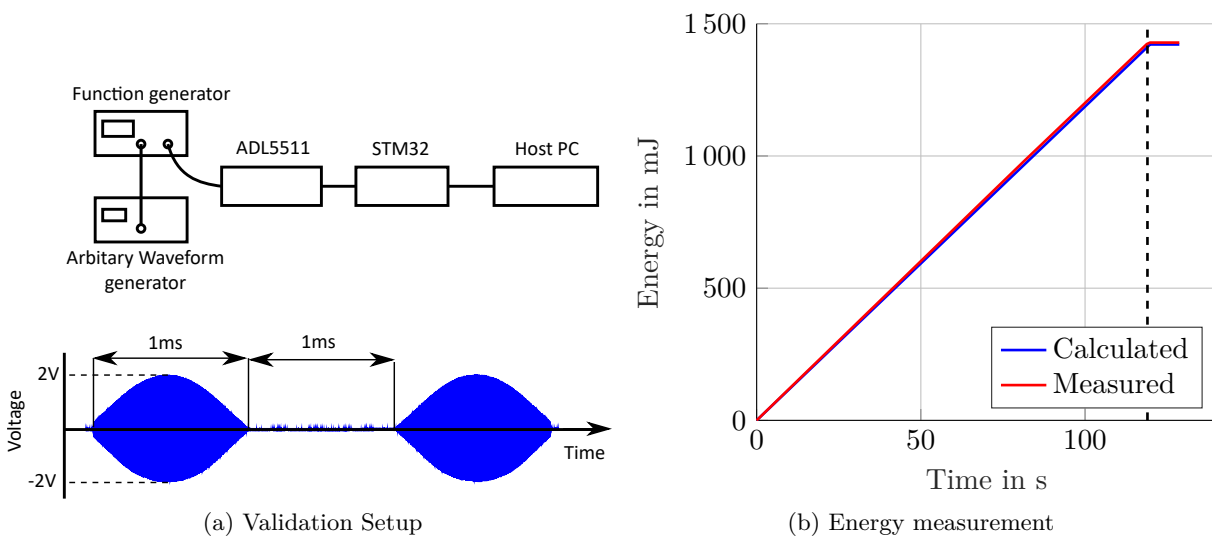 Function generator
ADL5511
STM32
Host PC
Arbitary Waveform
generator
1ms
1ms
2V
Voltage
-2V
Time
(a) Validation Setup
1 500
1 000
500
0
Energy in mJ
0
50
100
Time in s
Calculated
Measured
(b) Energy measurement